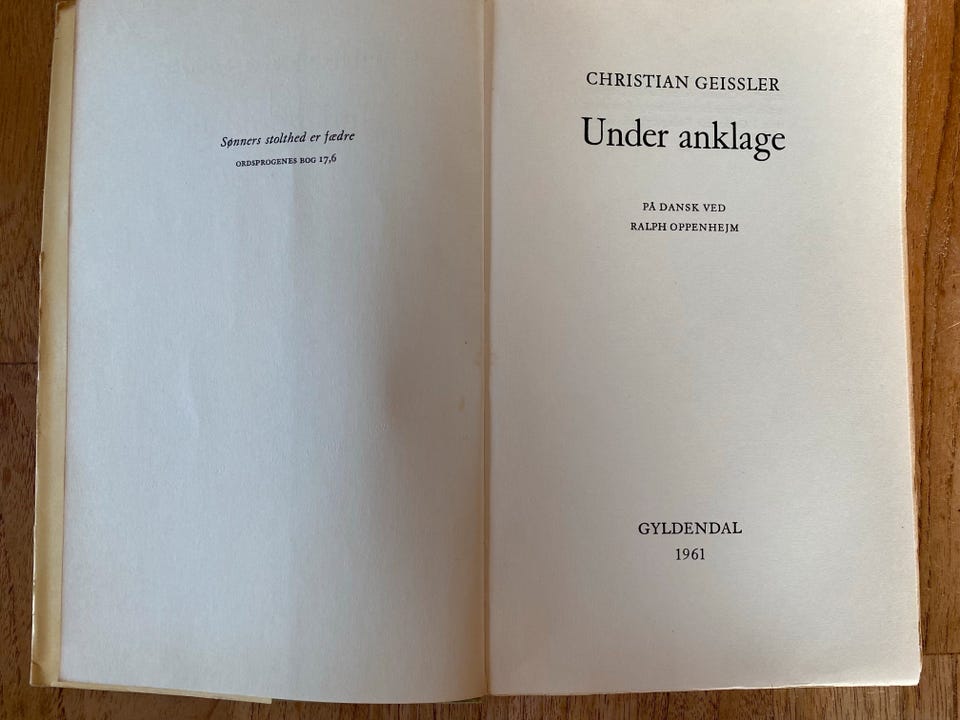 Sønners stolthed er fædre
ORDSPROGENES BOG 17,6
CHRISTIAN GEISSLER
Under anklage
PÅ DANSK VED
RALPH OPPENHEJM
GYLDENDAL
1961